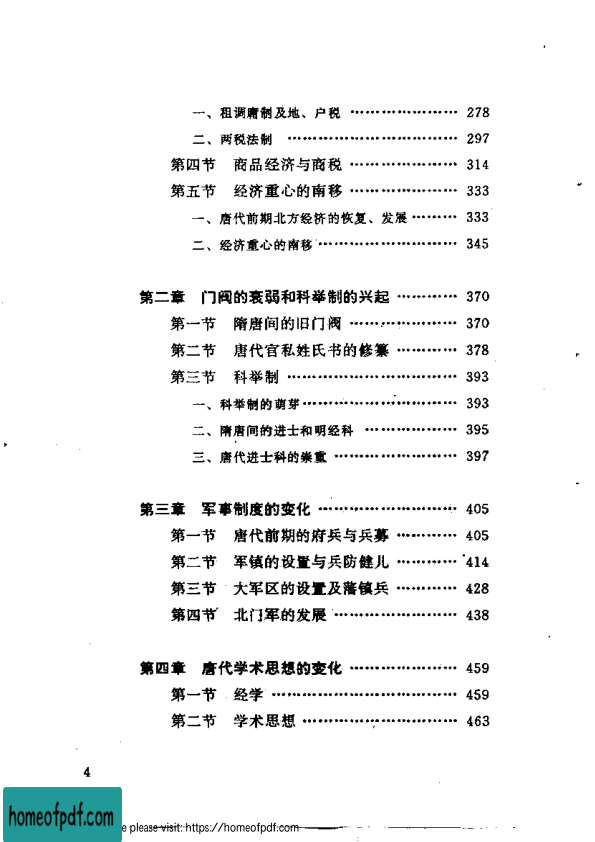 一、租调庸制及地、户税 ………………… 278
二、两税法制 ………………………… 297
第四节 商品经济与商税 ………………… 314
第五节 经济重心的南移 ………………… 333
一、唐代前期北方经济的恢复、发展 ……… 333
二、经济重心的南移 ……………………… 345
第二章 门阀的衰弱和科举制的兴起 ………… 370
第一节 隋唐间的旧门阀 ………………… 370
第二节 唐代官私姓氏书的修纂 ………… 378
第三节 科举制 ………………………… 393
一、科举制的萌芽 ……………………… 393
二、隋唐间的进士和明经科 ……………… 395
三、唐代进士科的崇重 ………………… 397
第三章 军事制度的变化 ……………………… 405
第一节 唐代前期的府兵与兵募 ………… 405
第二节 军镇的设置与兵防健儿 ………… 414
第三节 大军区的设置及藩镇兵 ………… 428
第四节 北门军的发展 …………………… 438
第四章 唐代学术思想的变化 ………………… 459
第一节 经学 …………………………… 459
第二节 学术思想 ………………………… 463
4
homeofpdf.com
e please visit: https://homeofpdf.com